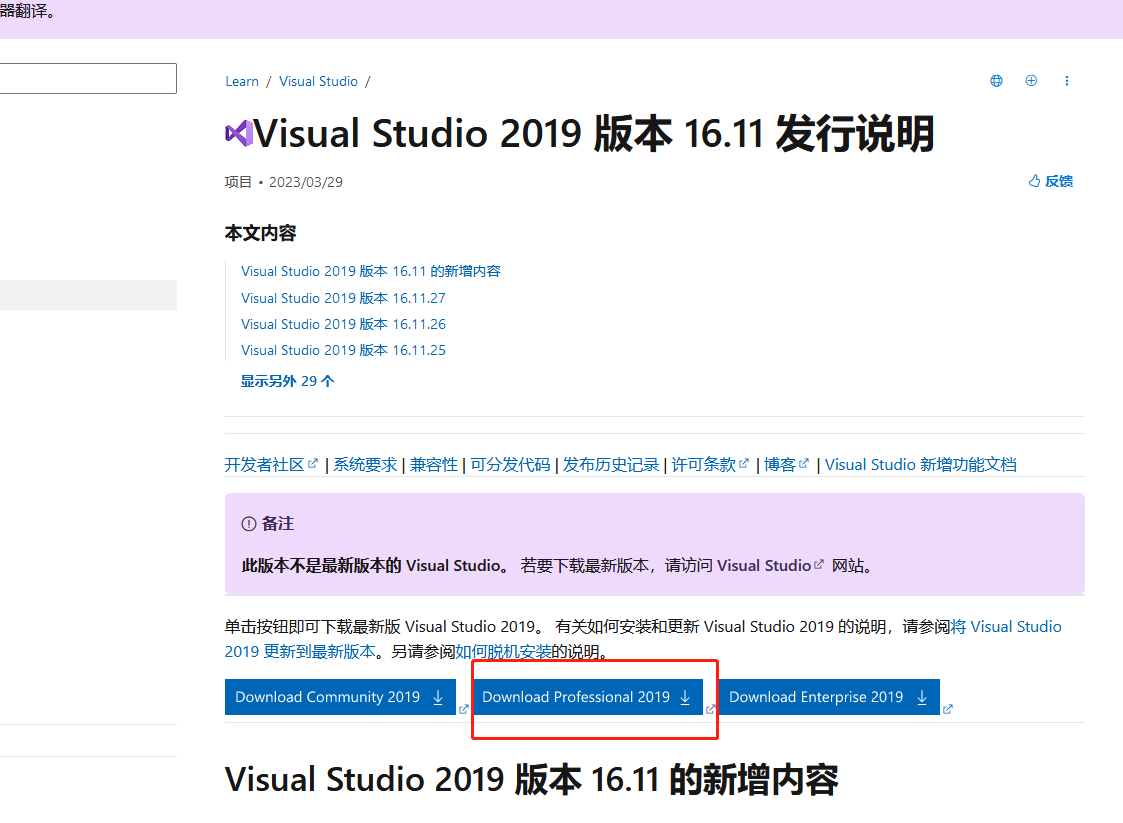 器翻译。
Learn / Visual Studio /
Visual Studio 2019 版本 16.11 发行说明
项目 • 2023/03/29
反馈
本文内容
Visual Studio 2019 版本 16.11 的新增内容
Visual Studio 2019 版本 16.11.27
Visual Studio 2019 版本 16.11.26
Visual Studio 2019 版本 16.11.25
显示另外 29 个
开发者社区 | 系统要求 | 兼容性 | 可分发代码 | 发布历史记录 | 许可条款 | 博客 | Visual Studio 新增功能文档
备注
此版本不是最新版本的 Visual Studio。 若要下载最新版本，请访问 Visual Studio 网站。
单击按钮即可下载最新版 Visual Studio 2019。 有关如何安装和更新 Visual Studio 2019 的说明，请参阅将 Visual Studio
2019 更新到最新版本。另请参阅如何脱机安装的说明。
Download Community 2019 Download Professional 2019 Download Enterprise 2019
Visual Studio 2019 版本 16.11 的新增内容